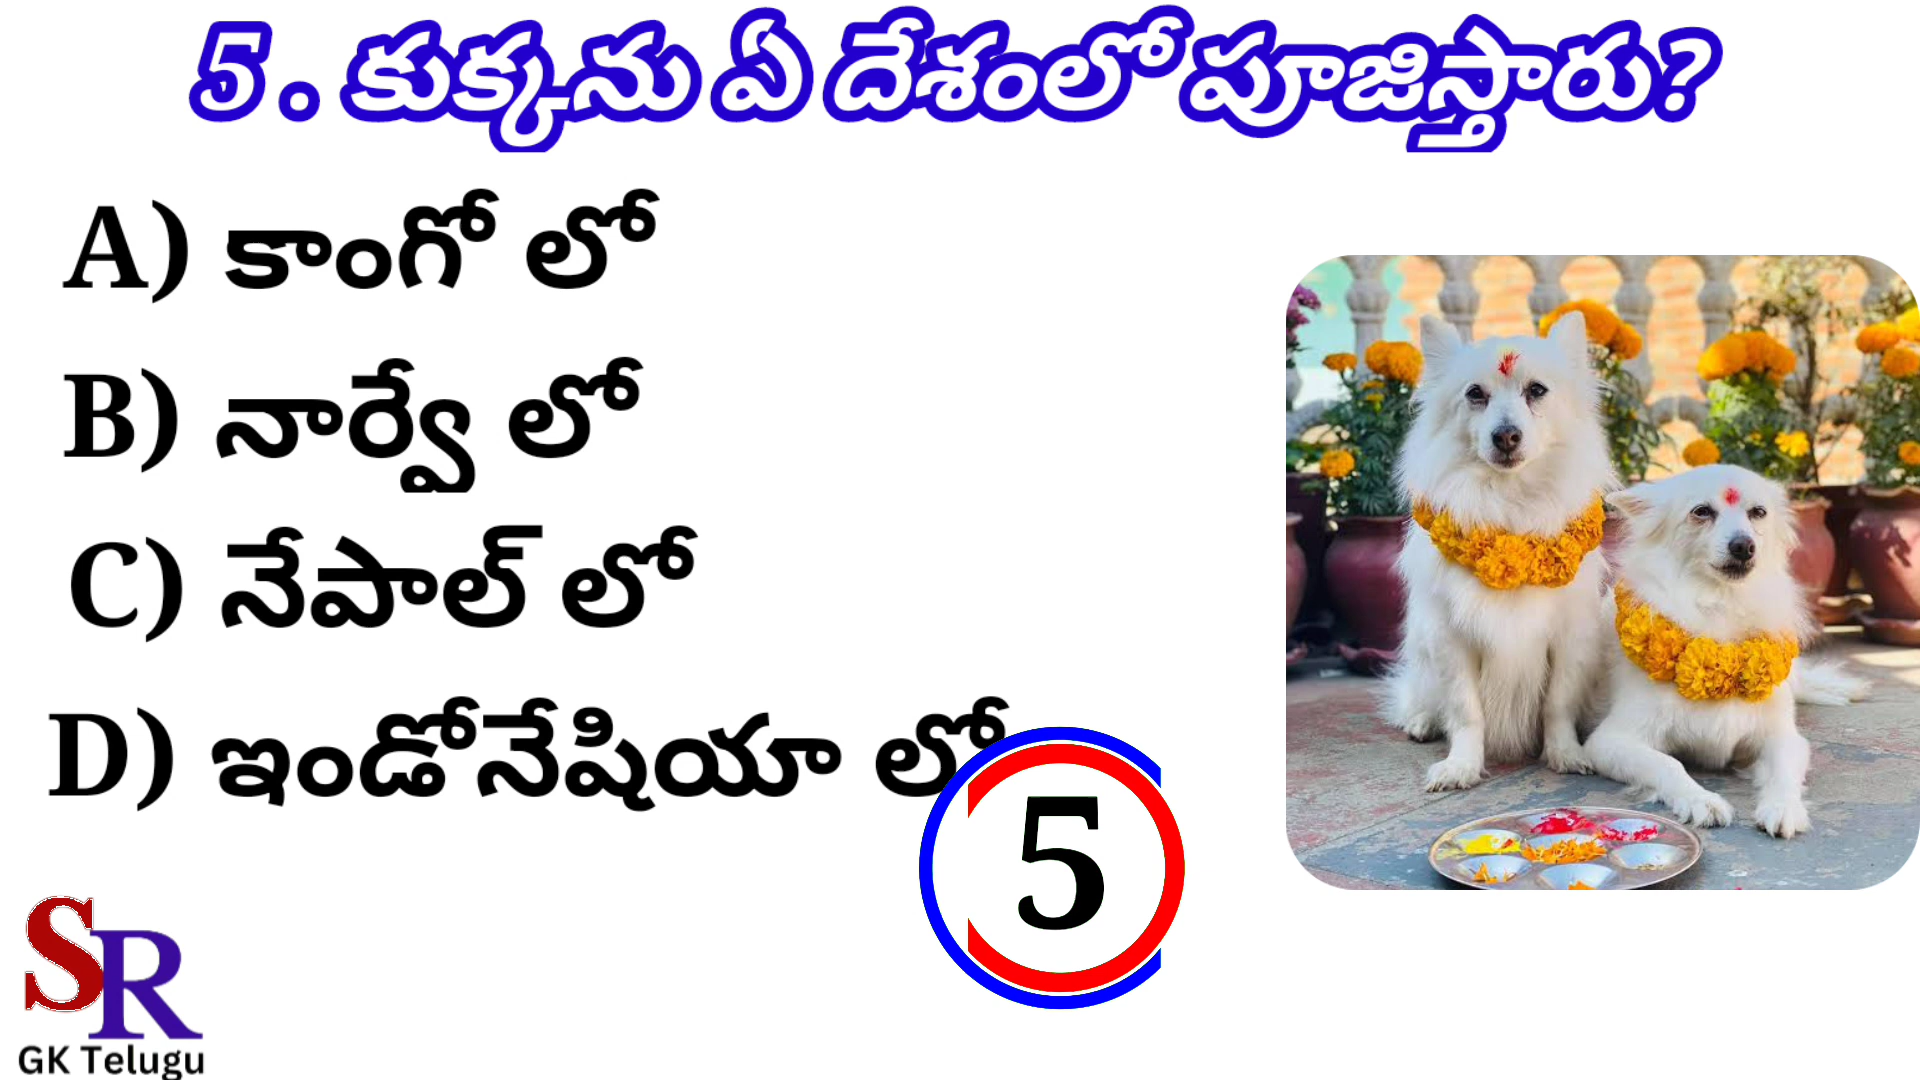 5 . కుక్కను ఏ దేశంలో పూజిస్తారు?
A) కాంగో లో
B) నార్వే లో
C) నేపాల్ లో
D) ఇండోనేషియా లో
5
SR
GK Telugu